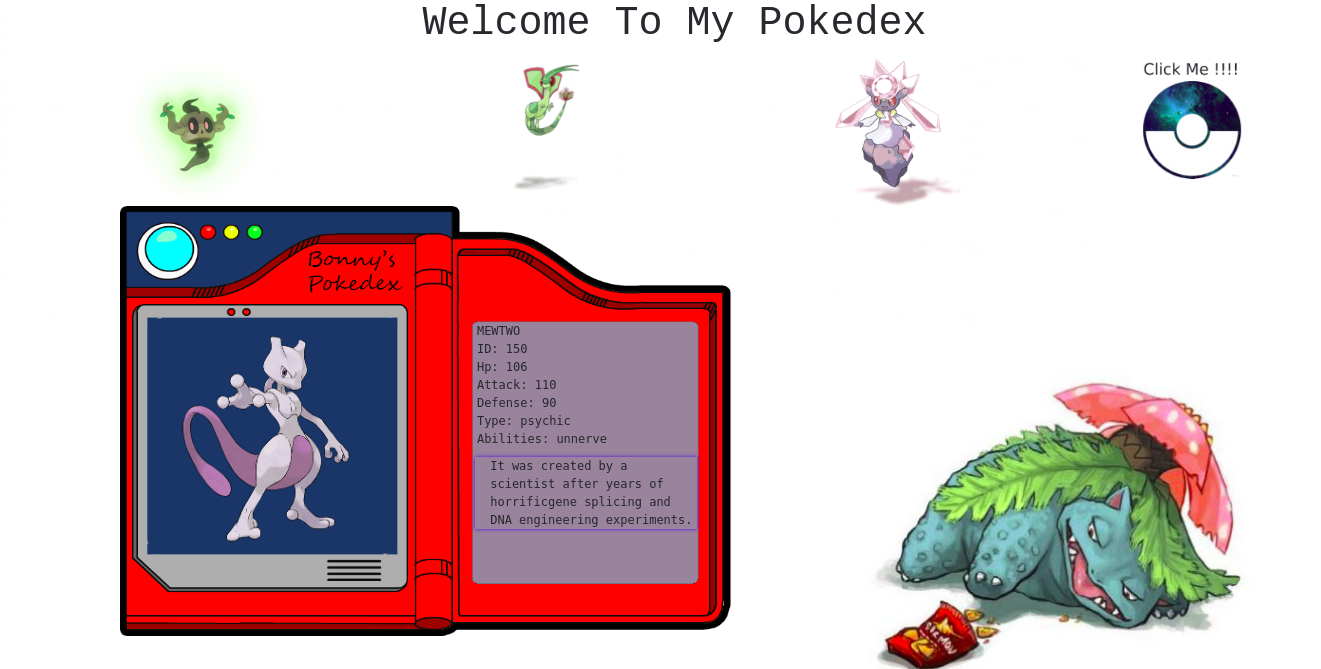 Welcome To My Pokedex
Click Me !!!!
Bonny's
Pokedex
MEWTWO
ID: 150
Hp: 106
Attack: 110
Defense: 90
Type: psychic
Abilities: unnerve
It was created by a
scientist after years of
horrificgene splicing and
DNA engineering experiments.